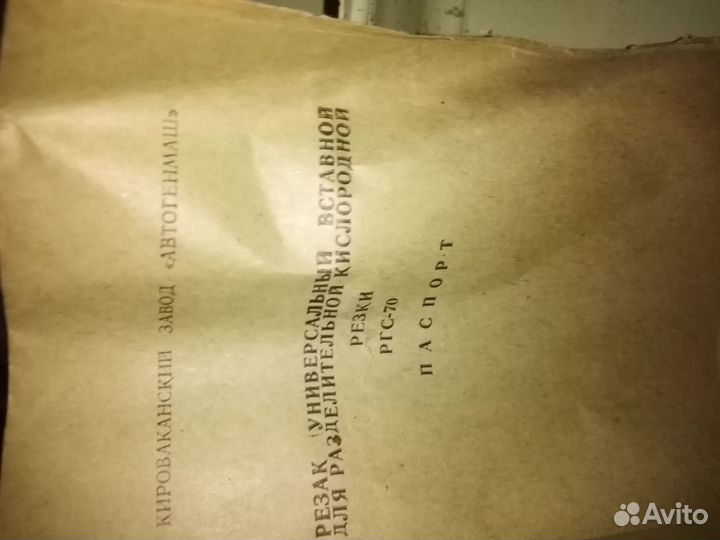 КИРОВАКАНСКИЙ ЗАВОД «АВТОГЕНМАШ»
РЕЗАК УНИВЕРСАЛЬНЫЙ ВСТАВНОЙ
ДЛЯ РАЗДЕЛИТЕЛЬНОЙ КИСЛОРОДНОЙ
РЕЗКИ
РГС-70
ПАСПОРТ
Avito